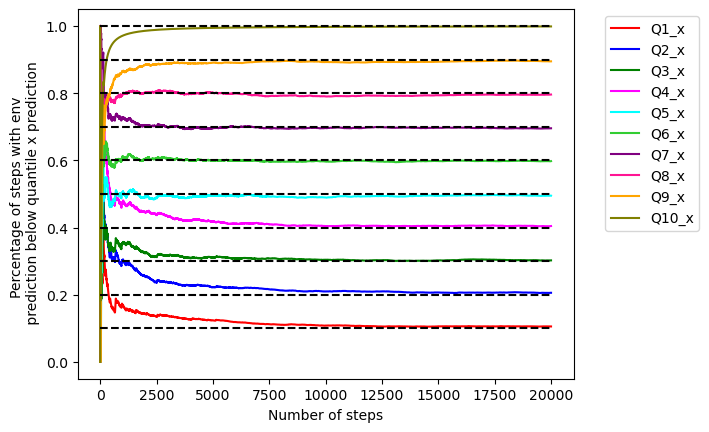 1.0
0.8
0.6
0.4
0.2
0.0
Percentage of steps with env
prediction below quantile x prediction
0 2500 5000 7500 10000 12500 15000 17500 20000
Number of steps
Q1_x
Q2_x
Q3_x
Q4_x
Q5_x
Q6_x
Q7_x
Q8_x
Q9_x
Q10_x